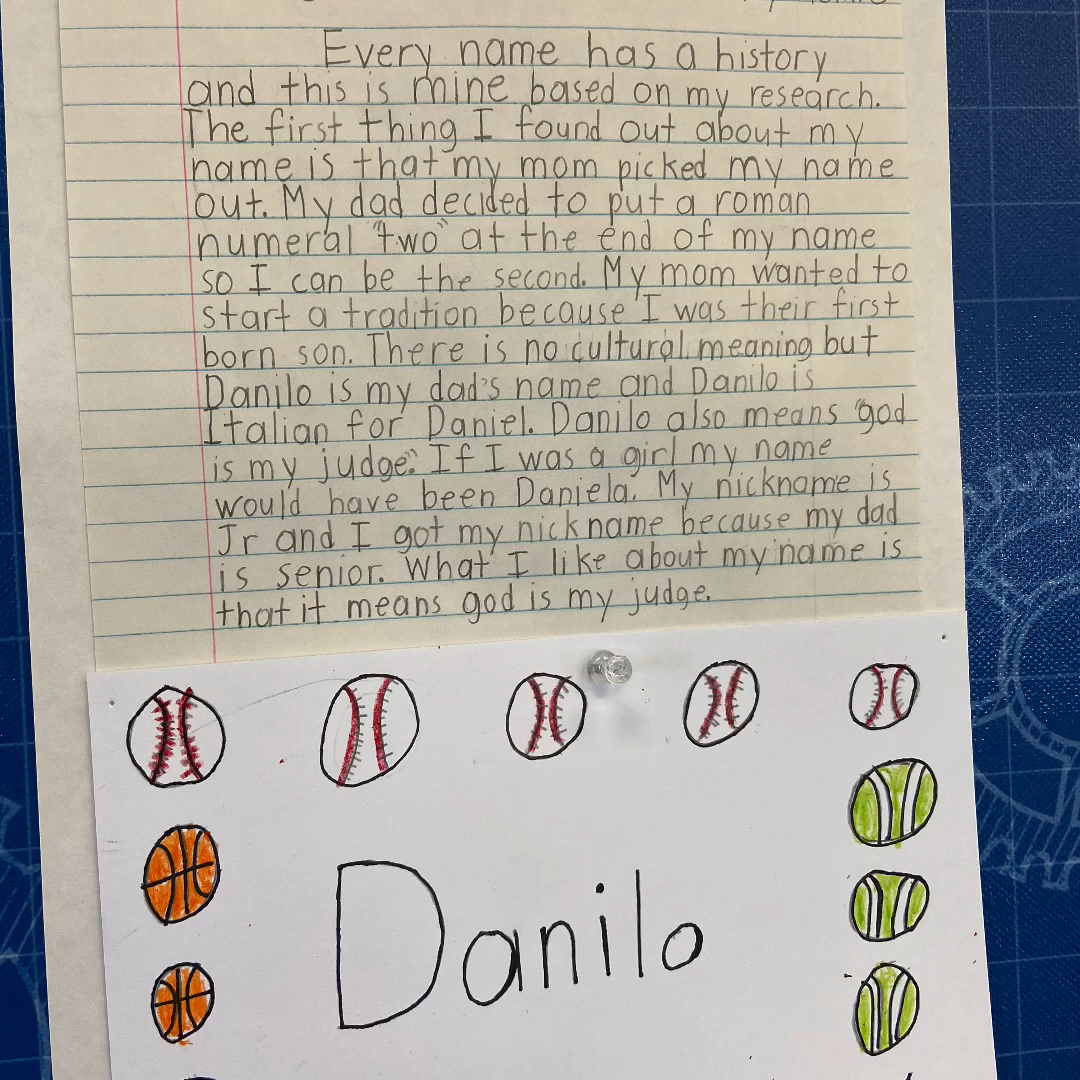 Every name has a history
and this is mine based on my research.
The first thing I found out about my
name is that my mom picked my name
out. My dad decided to put a roman
numeral "two" at the end of my name
so I can be the second. My mom wanted to
start a tradition because I was their first
born son. There is no cultural meaning but
Danilo is my dad's name and Danilo is
Italian for Daniel. Danilo also means "god
is my judge." If I was a girl my name
would have been Daniela. My nickname is
Jr and I got my nickname because my dad
is senior. What I like about my name is
that it means god is my judge.
Danilo